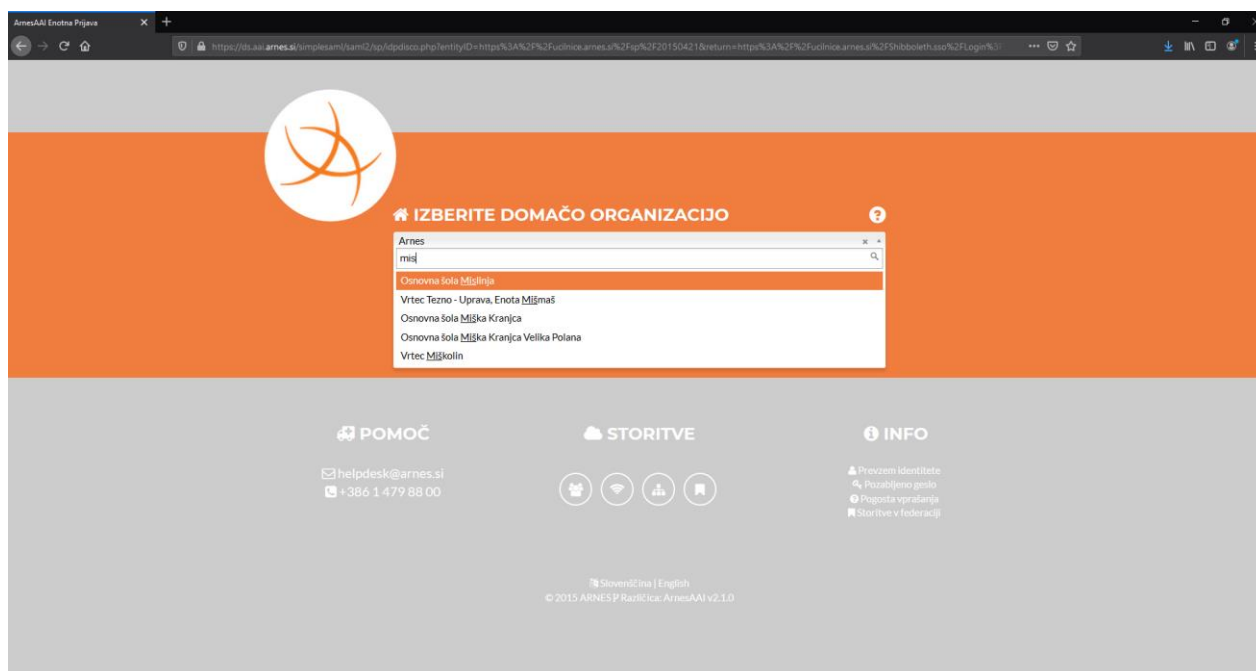 ArnesAAI Enotna Prijava
https://ds.aai.arnes.si/simplesaml/saml2/sp/idpdisco.php?entityID=https%3A%2F%2Fucilnice.arnes.si%2Fsp%2F20150421&return=https%3A%2F%2Fucilnice.arnes.si%2FShibboleth.sso%2FLogin%3
IZBERITE DOMAČO ORGANIZACIJO
Arnes
mis
Osnovna šola Mislinja
Vrtec Tezno - Uprava, Enota Mišmaš
Osnovna šola Miška Kranjca
Osnovna šola Miška Kranjca Velika Polana
Vrtec Miškolin
POMOČ
helpdesk@arnes.si
+386 1 479 88 00
STORITVE
INFO
Prevzem identitete
Pozabljeno geslo
Pogosta vprašanja
Storitve v federaciji
Slovenščina | English
© 2015 ARNES Različica: ArnesAAI v2.1.0